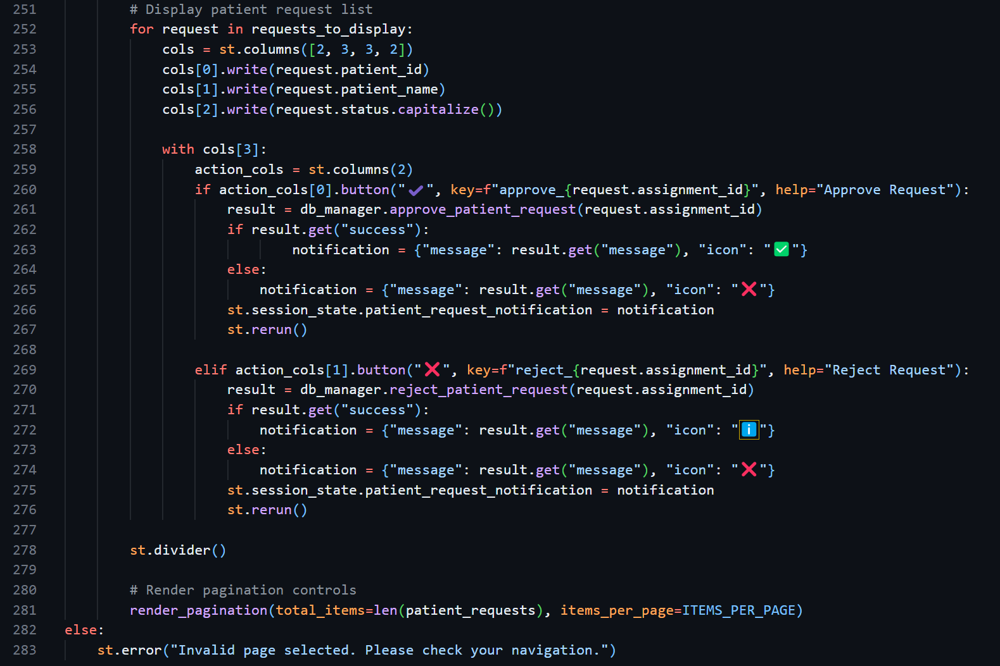 251 # Display patient request list
252 for request in requests_to_display:
253 cols = st.columns([2, 3, 3, 2])
254 cols[0].write(request.patient_id)
255 cols[1].write(request.patient_name)
256 cols[2].write(request.status.capitalize())
257
258 with cols[3]:
259 action_cols = st.columns(2)
260 if action_cols[0].button("✔️", key=f"approve_{request.assignment_id}", help="Approve Request"):
261 result = db_manager.approve_patient_request(request.assignment_id)
262 if result.get("success"):
263 notification = {"message": result.get("message"), "icon": "✅"}
264 else:
265 notification = {"message": result.get("message"), "icon": "❌"}
266 st.session_state.patient_request_notification = notification
267 st.rerun()
268
269 elif action_cols[1].button("❌", key=f"reject_{request.assignment_id}", help="Reject Request"):
270 result = db_manager.reject_patient_request(request.assignment_id)
271 if result.get("success"):
272 notification = {"message": result.get("message"), "icon": "ℹ️"}
273 else:
274 notification = {"message": result.get("message"), "icon": "❌"}
275 st.session_state.patient_request_notification = notification
276 st.rerun()
277
278 st.divider()
279
280 # Render pagination controls
281 render_pagination(total_items=len(patient_requests), items_per_page=ITEMS_PER_PAGE)
282 else:
283 st.error("Invalid page selected. Please check your navigation.")